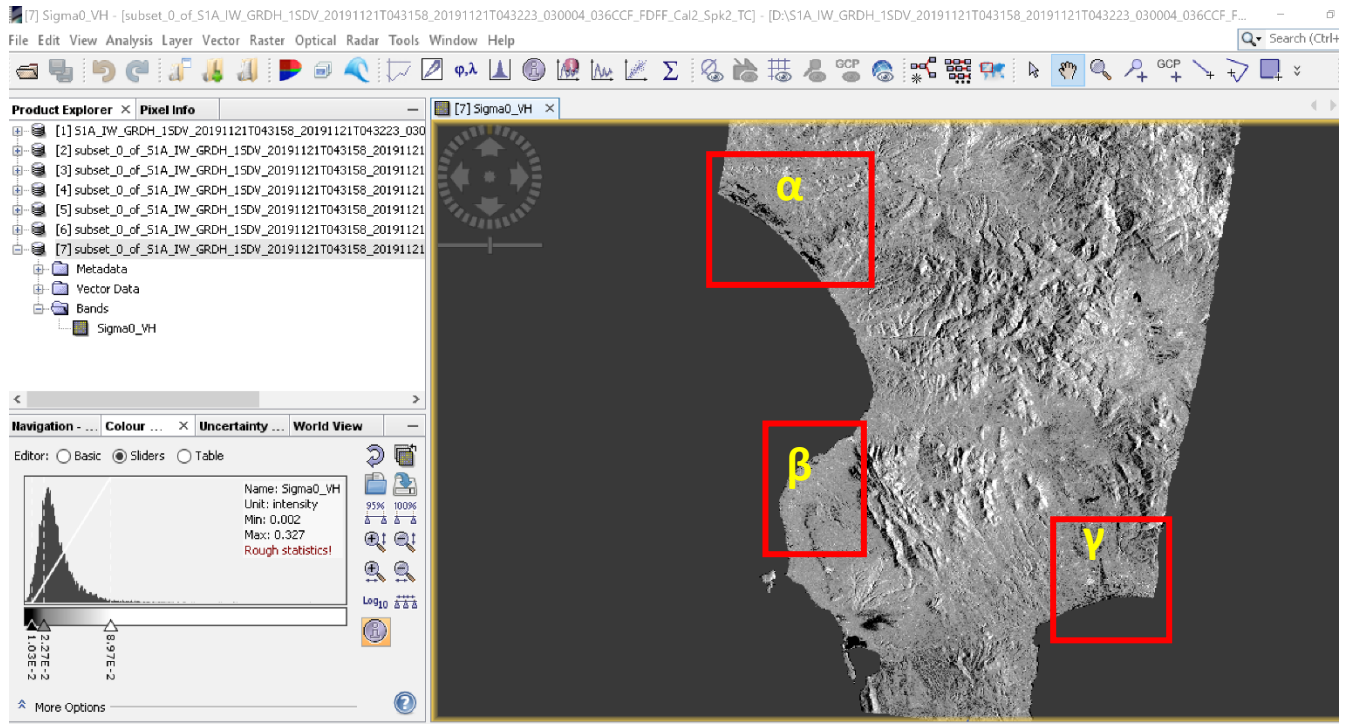 [7] Sigma0_VH - [subset_0_of_S1A_IW_GRDH_1SDV_20191121T043158_20191121T043223_030004_036CCF_FDFF_Cal2_Spk2_TC] - [D:\S1A_IW_GRDH_1SDV_20191121T043158_20191121T043223_030004_036CCF_F...
File Edit View Analysis Layer Vector Raster Optical Radar Tools Window Help
Search (Ctrl+
φ,λ Σ GCP GCP
Product Explorer × Pixel Info –
[7] Sigma0_VH ×
[1] S1A_IW_GRDH_1SDV_20191121T043158_20191121T043223_030
[2] subset_0_of_S1A_IW_GRDH_1SDV_20191121T043158_20191121
[3] subset_0_of_S1A_IW_GRDH_1SDV_20191121T043158_20191121
[4] subset_0_of_S1A_IW_GRDH_1SDV_20191121T043158_20191121
[5] subset_0_of_S1A_IW_GRDH_1SDV_20191121T043158_20191121
[6] subset_0_of_S1A_IW_GRDH_1SDV_20191121T043158_20191121
[7] subset_0_of_S1A_IW_GRDH_1SDV_20191121T043158_20191121
Metadata
Vector Data
Bands
Sigma0_VH
Navigation - ... Colour ... × Uncertainty ... World View –
Editor: Basic Sliders Table
Name: Sigma0_VH
Unit: intensity
Min: 0.002
Max: 0.327
Rough statistics!
95% 100%
Log10
1.03E-2
2.27E-2
8.97E-2
More Options
α
β
γ